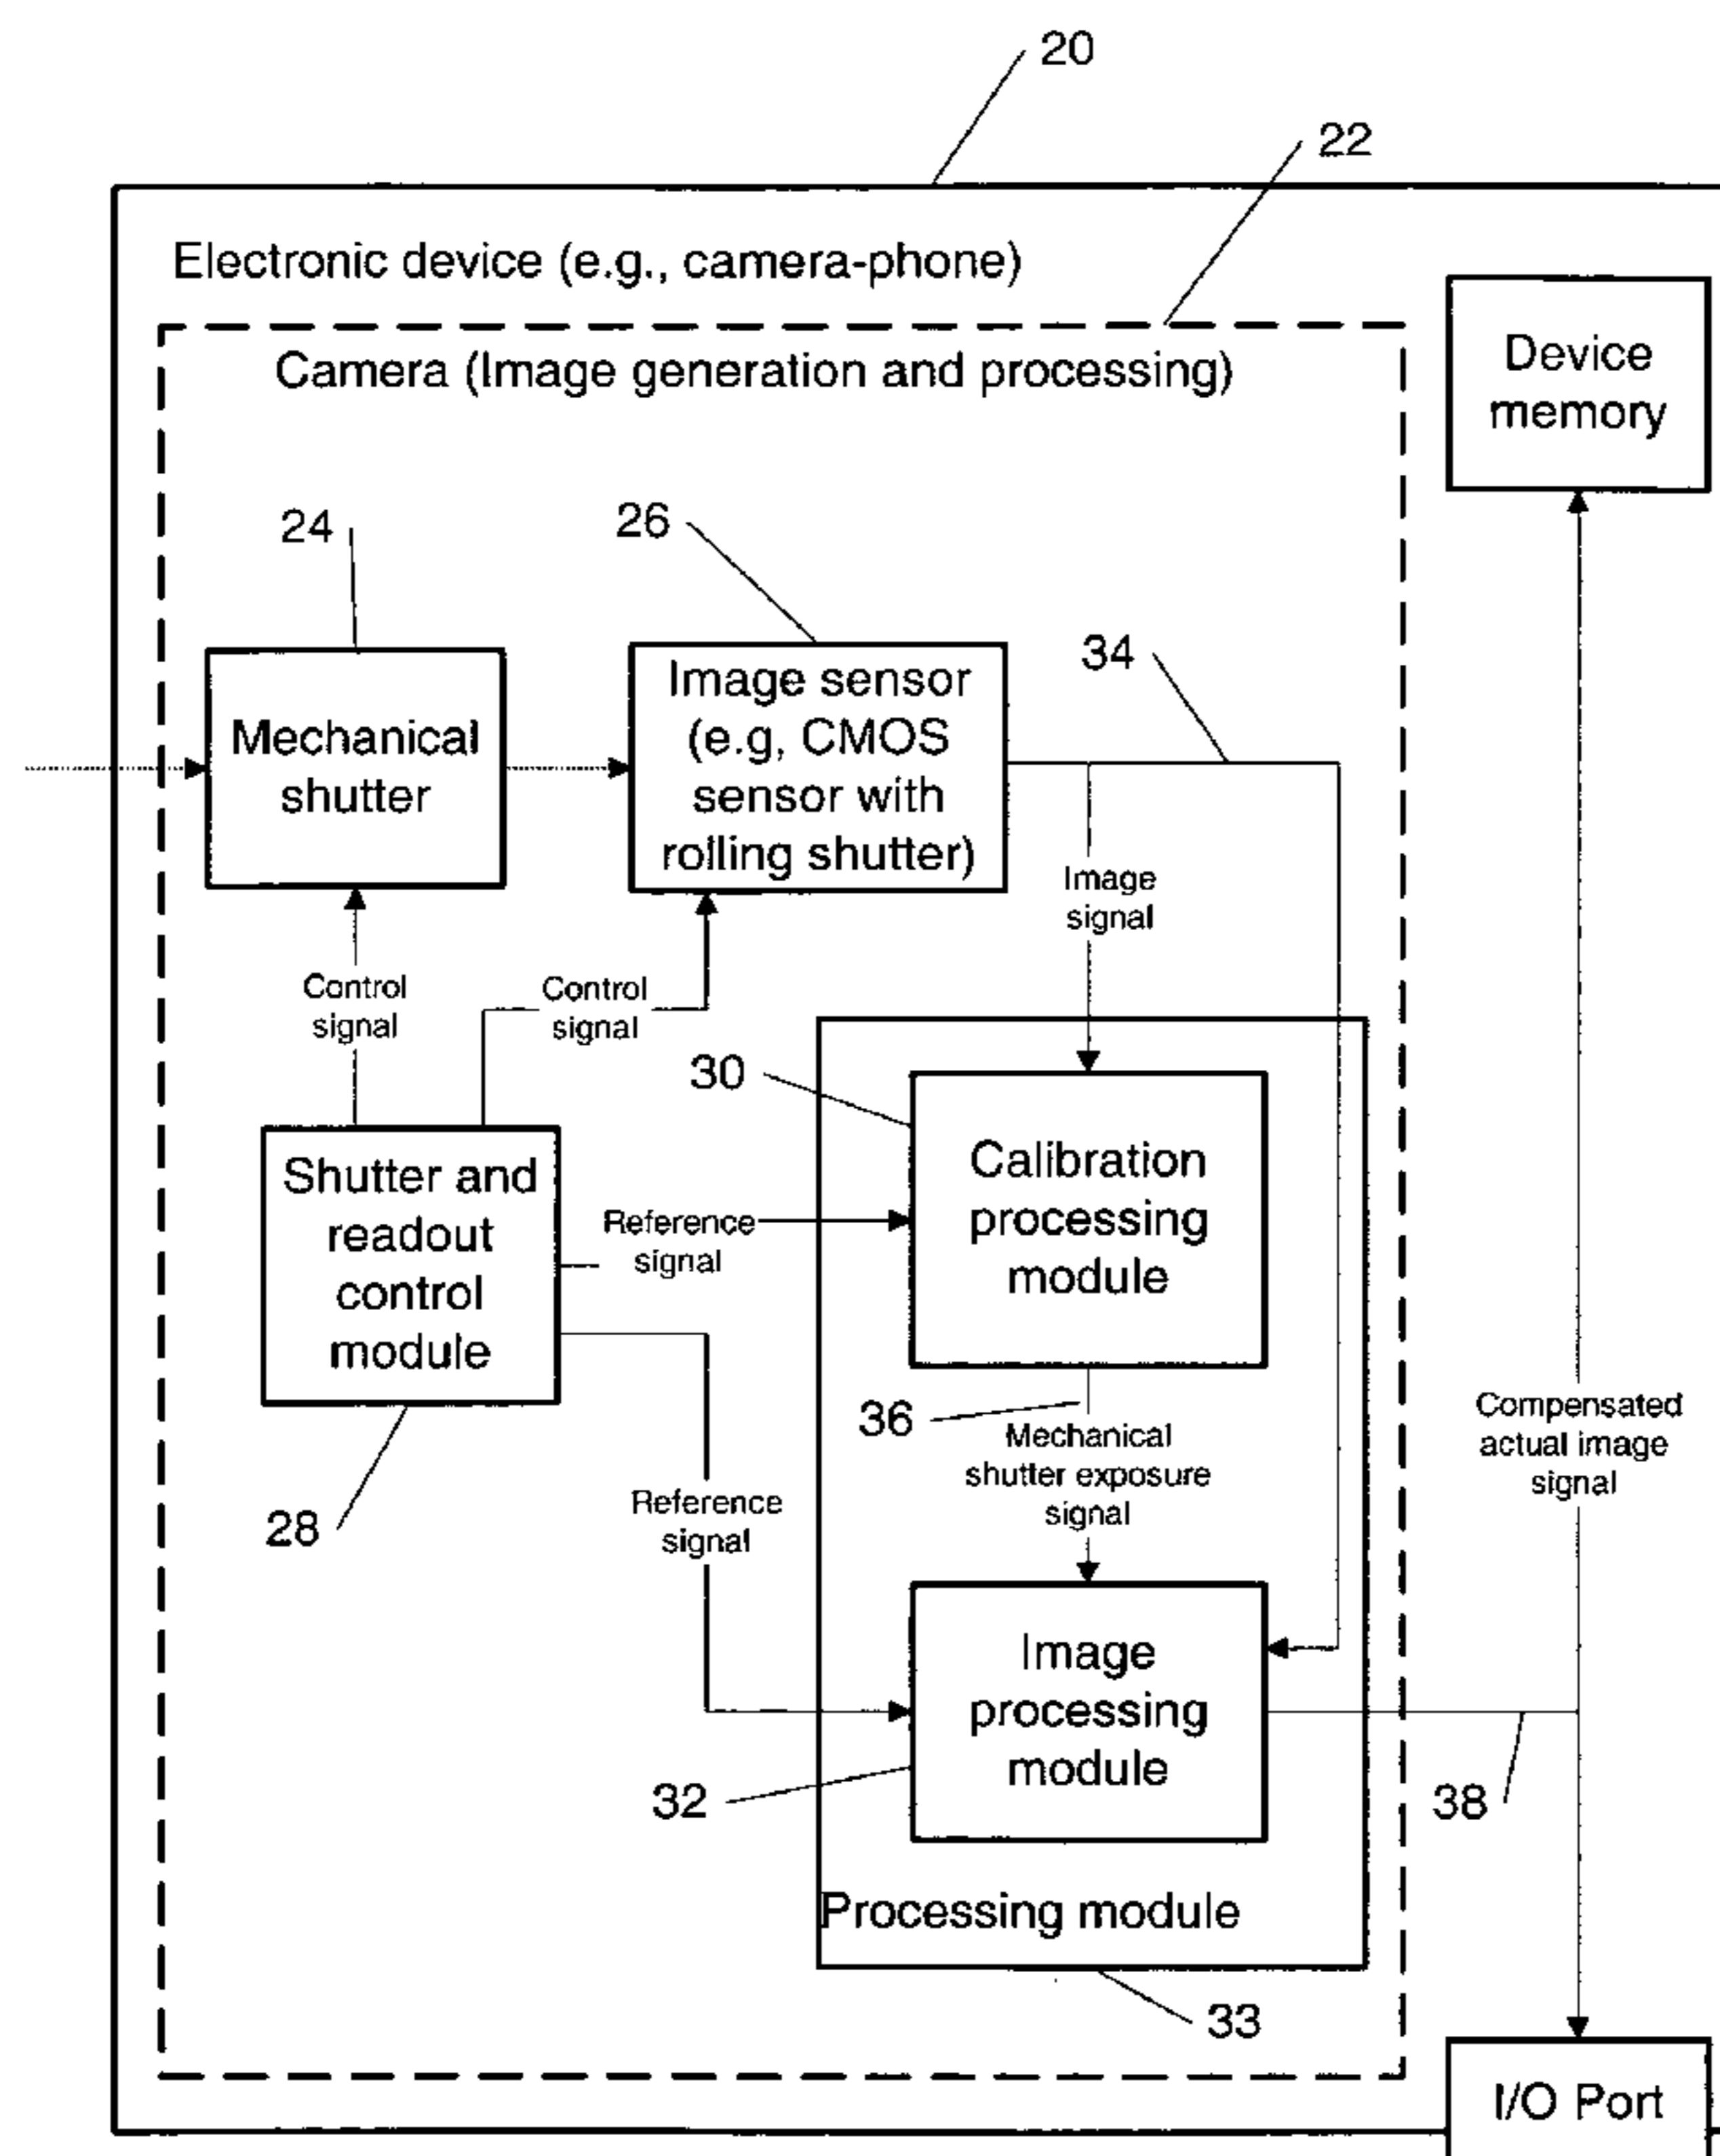 20
22
Electronic device (e.g., camera-phone)
Camera (Image generation and processing)
Device
memory
24
26
34
Mechanical
shutter
Image sensor
(e.g, CMOS
sensor with
rolling shutter)
Image
signal
Control
signal
Control
signal
30
Shutter and
readout
control
module
Reference
signal
Calibration
processing
module
36
Mechanical
shutter exposure
signal
Compensated
actual image
signal
28
Reference
signal
Image
processing
module
32
38
Processing module
33
I/O Port